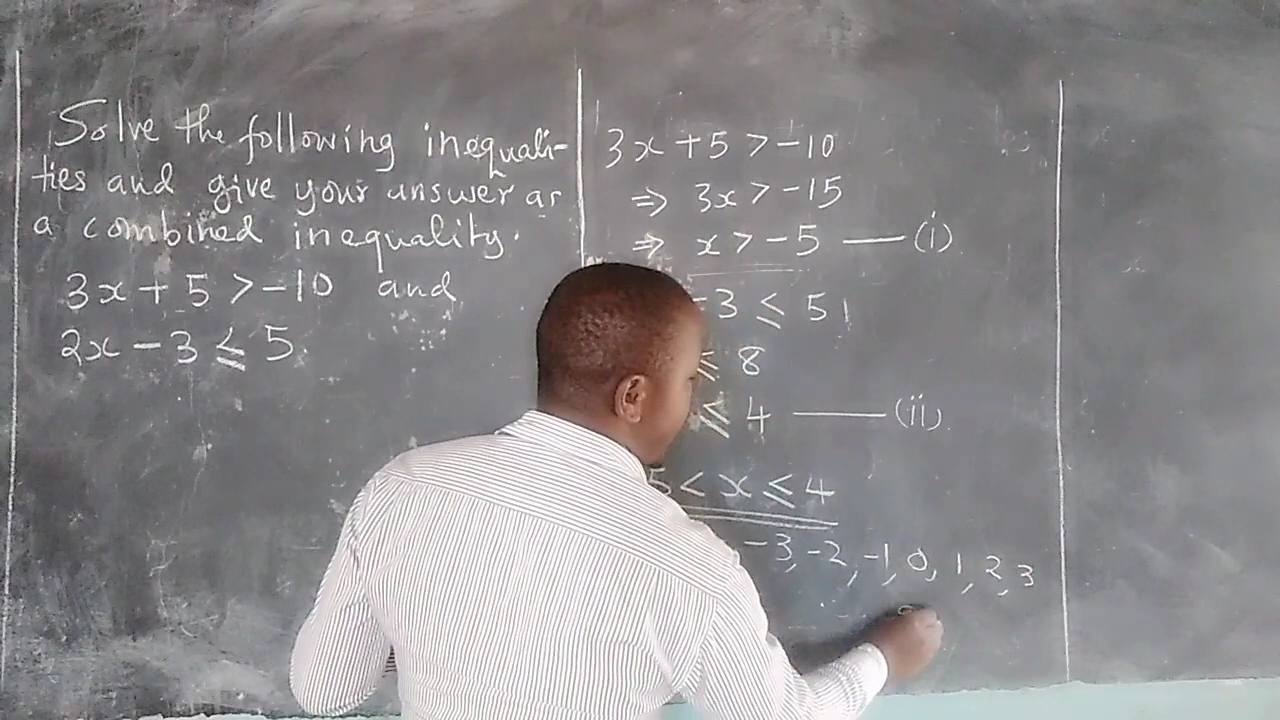 Solve the following inequali-
ties and give your answer as
a combined inequality.
3x + 5 > -10 and
2x - 3 ≤ 5
3x + 5 > -10
⇒ 3x > -15
⇒ x > -5 —— (i)
-3 ≤ 5
≤ 8
≤ 4 —— (ii)
5 < x ≤ 4
-3, -2, -1, 0, 1, 2, 3